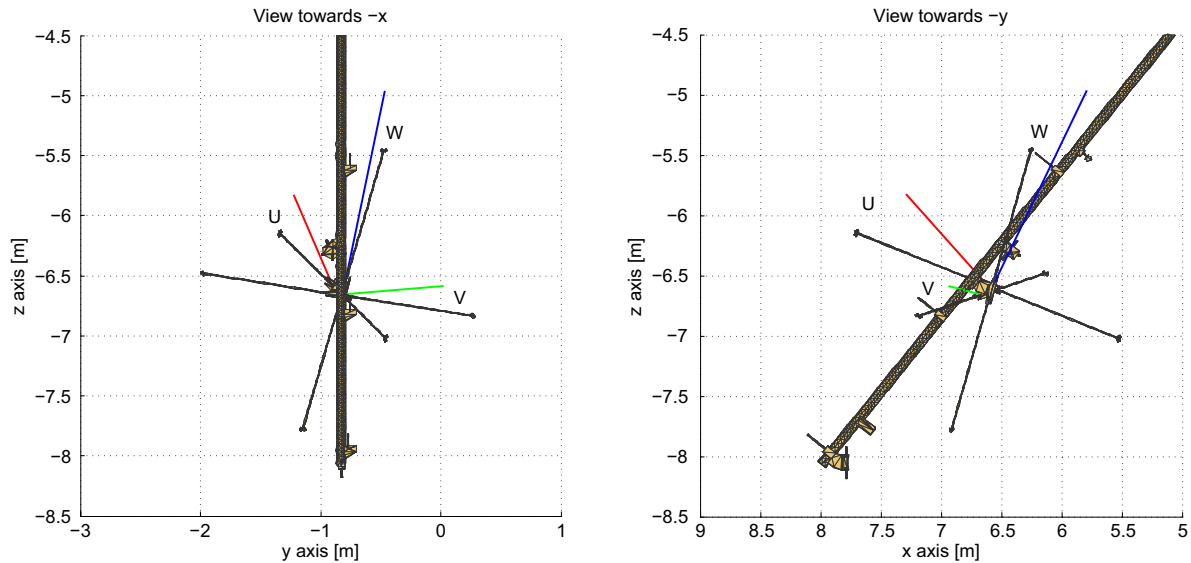 View towards −x
−4.5
−5
−5.5
−6
−6.5
−7
−7.5
−8
−8.5
z axis [m]
W
U
V
−3
−2
−1
0
1
y axis [m]
View towards −y
−4.5
−5
−5.5
−6
−6.5
−7
−7.5
−8
−8.5
z axis [m]
W
U
V
9
8
7.5
7
6.5
6
5.5
5
x axis [m]